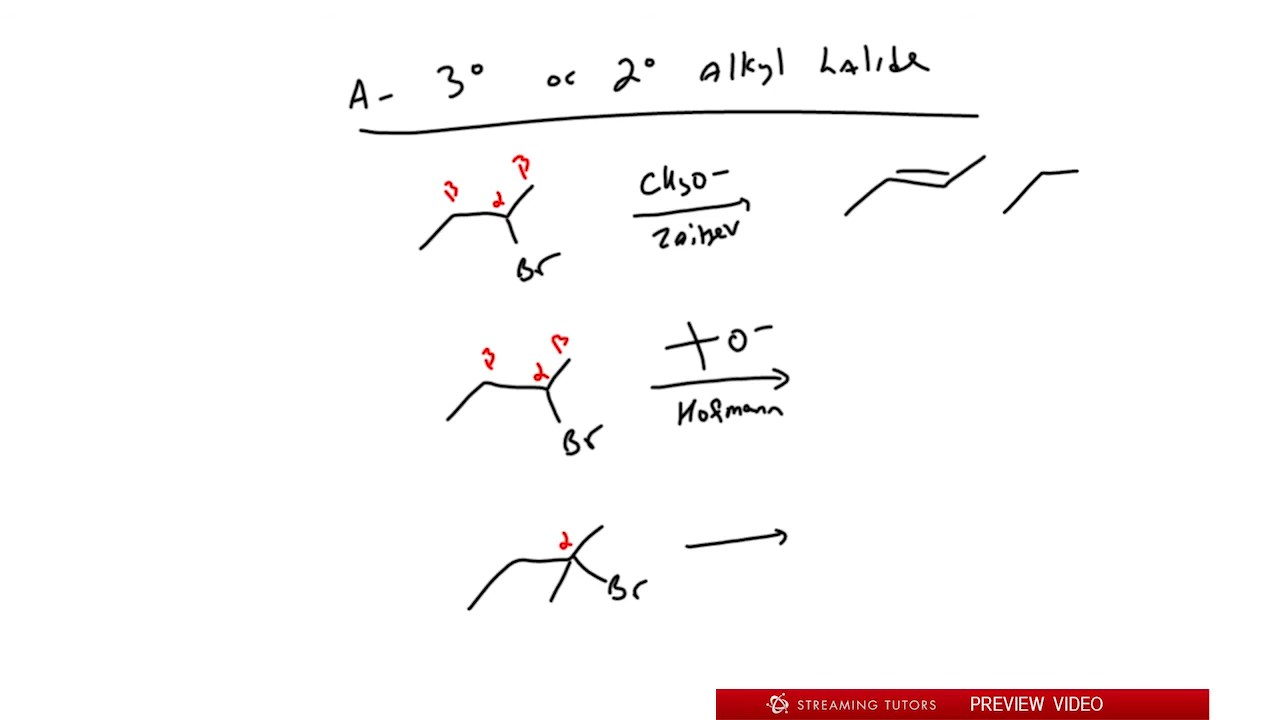 A- 3° or 2° Alkyl halide
β
β α
CH3O-
Zaitsev
Br
β
β α
O-
Hofmann
Br
α
Br
STREAMING TUTORS PREVIEW VIDEO